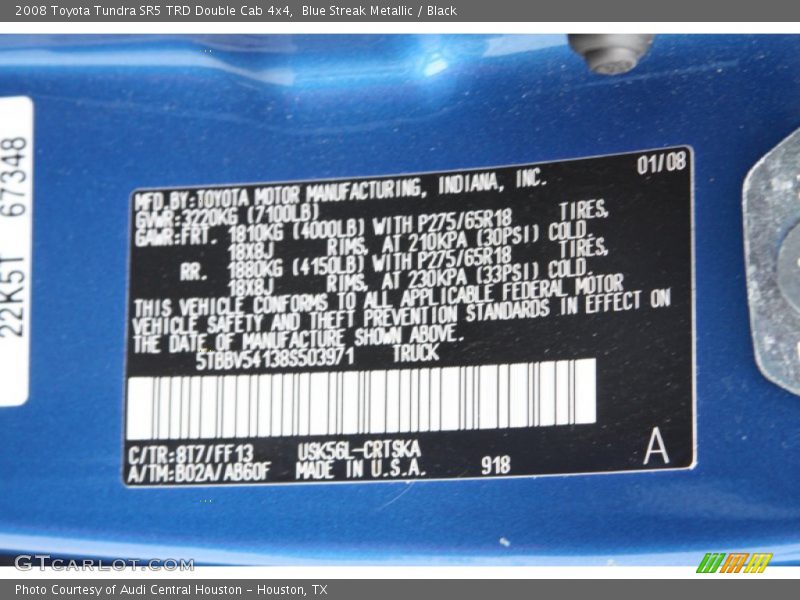 2008 Toyota Tundra SR5 TRD Double Cab 4x4, Blue Streak Metallic / Black
22K5T 67348
01/08
MFD.BY:TOYOTA MOTOR MANUFACTURING, INDIANA, INC.
GVWR:3220KG (7100LB)
GAWR:FRT. 1810KG (4000LB) WITH P275/65R18 TIRES,
18X8J RIMS, AT 210KPA (30PSI) COLD.
RR. 1880KG (4150LB) WITH P275/65R18 TIRES,
18X8J RIMS, AT 230KPA (33PSI) COLD.
THIS VEHICLE CONFORMS TO ALL APPLICABLE FEDERAL MOTOR
VEHICLE SAFETY AND THEFT PREVENTION STANDARDS IN EFFECT ON
THE DATE OF MANUFACTURE SHOWN ABOVE.
5TBBV54138S503971 TRUCK
C/TR:8T7/FF13 USK56L-CRTSKA
A/TM:B02A/AB60F MADE IN U.S.A. 918
A
GTCARLOT.COM
Photo Courtesy of Audi Central Houston - Houston, TX